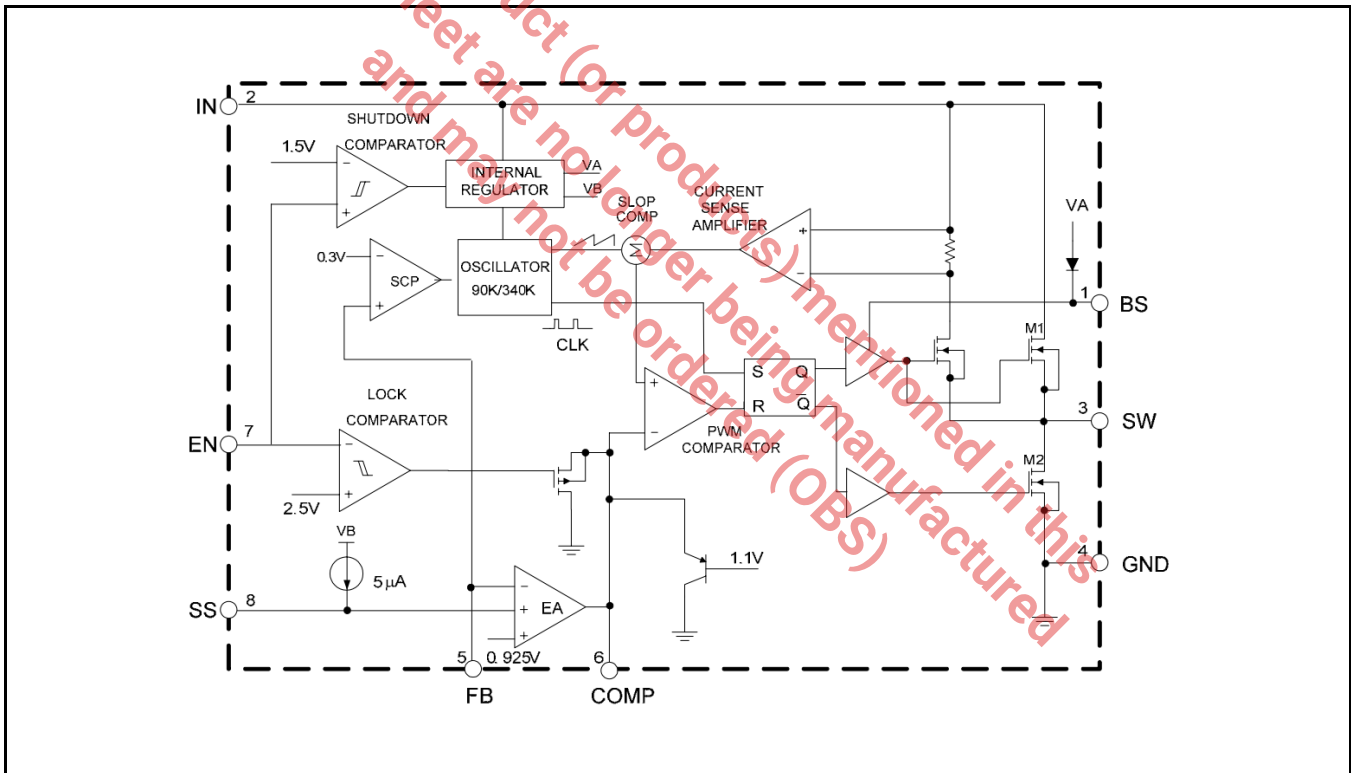 uct (or products) mentioned in this
eet are no longer being manufactured
and may not be ordered (OBS)
IN
2
SHUTDOWN
COMPARATOR
1.5V
−
+
INTERNAL
REGULATOR
VA
VB
SLOP
COMP
Σ
CURRENT
SENSE
AMPLIFIER
+
−
VA
0.3V
−
SCP
+
OSCILLATOR
90K/340K
CLK
1
BS
M1
S Q
R Q̅
+
−
PWM
COMPARATOR
LOCK
COMPARATOR
EN
7
−
+
2.5V
3
SW
M2
VB
5 µA
SS
8
−
+
+
EA
0.925V
1.1V
4
GND
5
FB
6
COMP